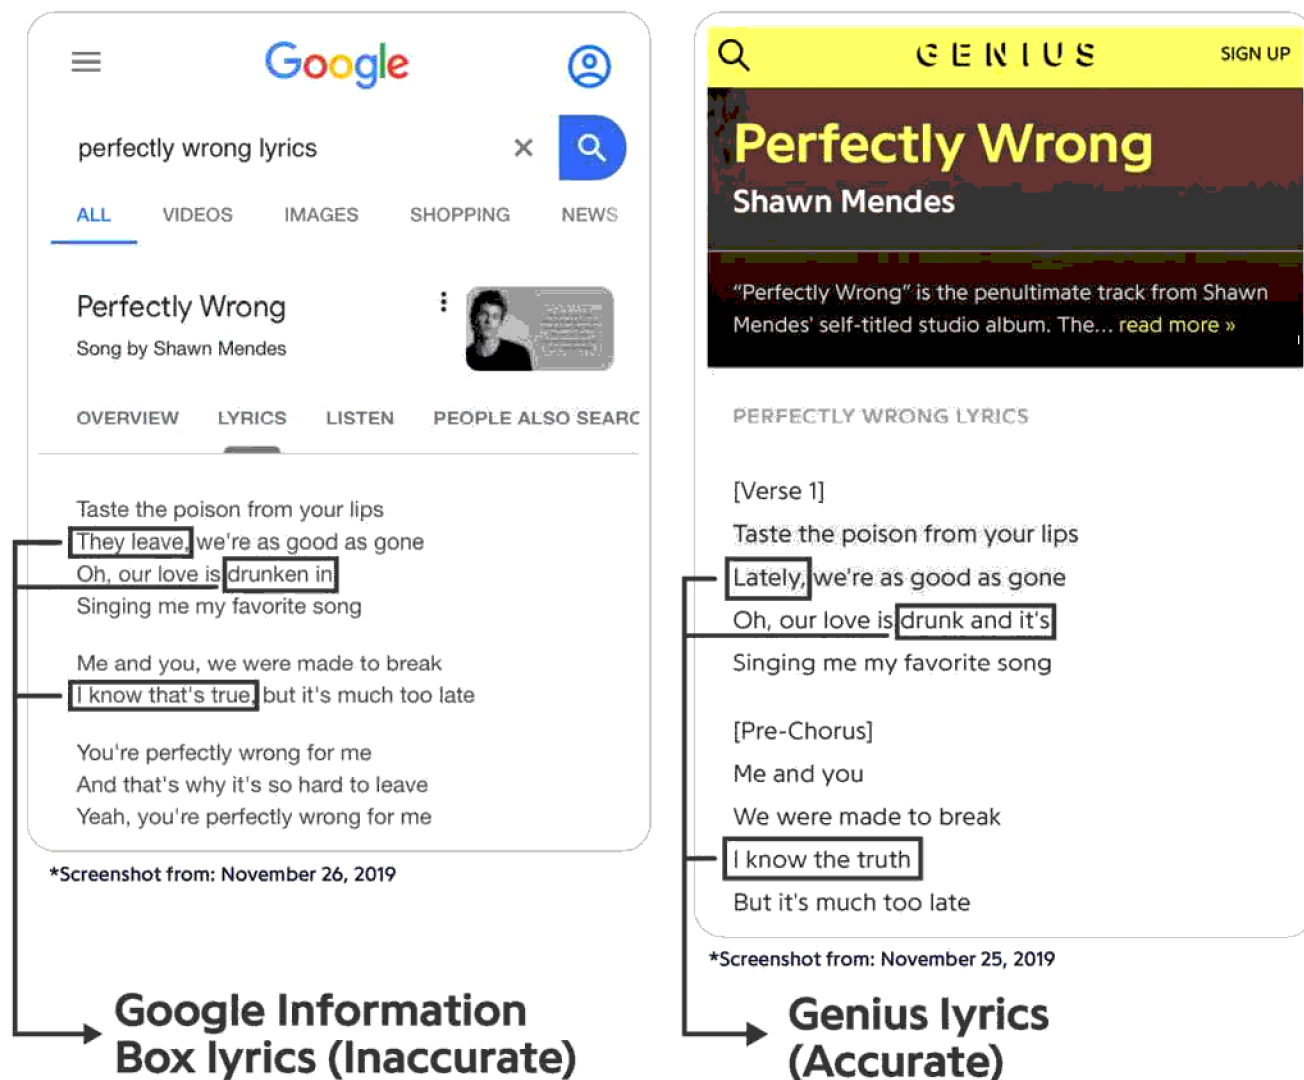 Google
perfectly wrong lyrics
ALL VIDEOS IMAGES SHOPPING NEWS
Perfectly Wrong
Song by Shawn Mendes
OVERVIEW LYRICS LISTEN PEOPLE ALSO SEARC
Taste the poison from your lips
They leave, we're as good as gone
Oh, our love is drunken in
Singing me my favorite song
Me and you, we were made to break
I know that's true, but it's much too late
You're perfectly wrong for me
And that's why it's so hard to leave
Yeah, you're perfectly wrong for me
*Screenshot from: November 26, 2019
Google Information
Box lyrics (Inaccurate)
GENIUS SIGN UP
Perfectly Wrong
Shawn Mendes
“Perfectly Wrong” is the penultimate track from Shawn
Mendes' self-titled studio album. The... read more »
PERFECTLY WRONG LYRICS
[Verse 1]
Taste the poison from your lips
Lately, we're as good as gone
Oh, our love is drunk and it's
Singing me my favorite song
[Pre-Chorus]
Me and you
We were made to break
I know the truth
But it's much too late
*Screenshot from: November 25, 2019
Genius lyrics
(Accurate)